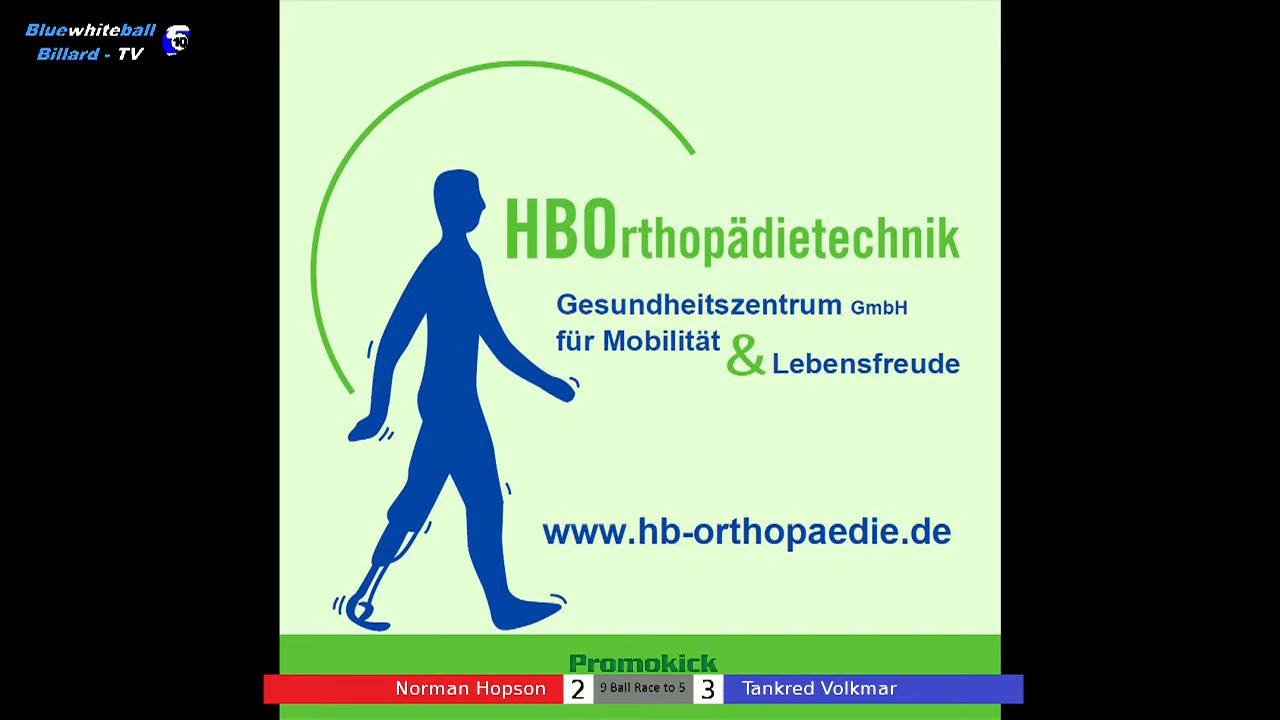 Bluewhiteball
Billard - TV
10
HBOrthopädietechnik
Gesundheitszentrum GmbH
für Mobilität & Lebensfreude
www.hb-orthopaedie.de
Promokick
Norman Hopson 2 9 Ball Race to 5 3 Tankred Volkmar